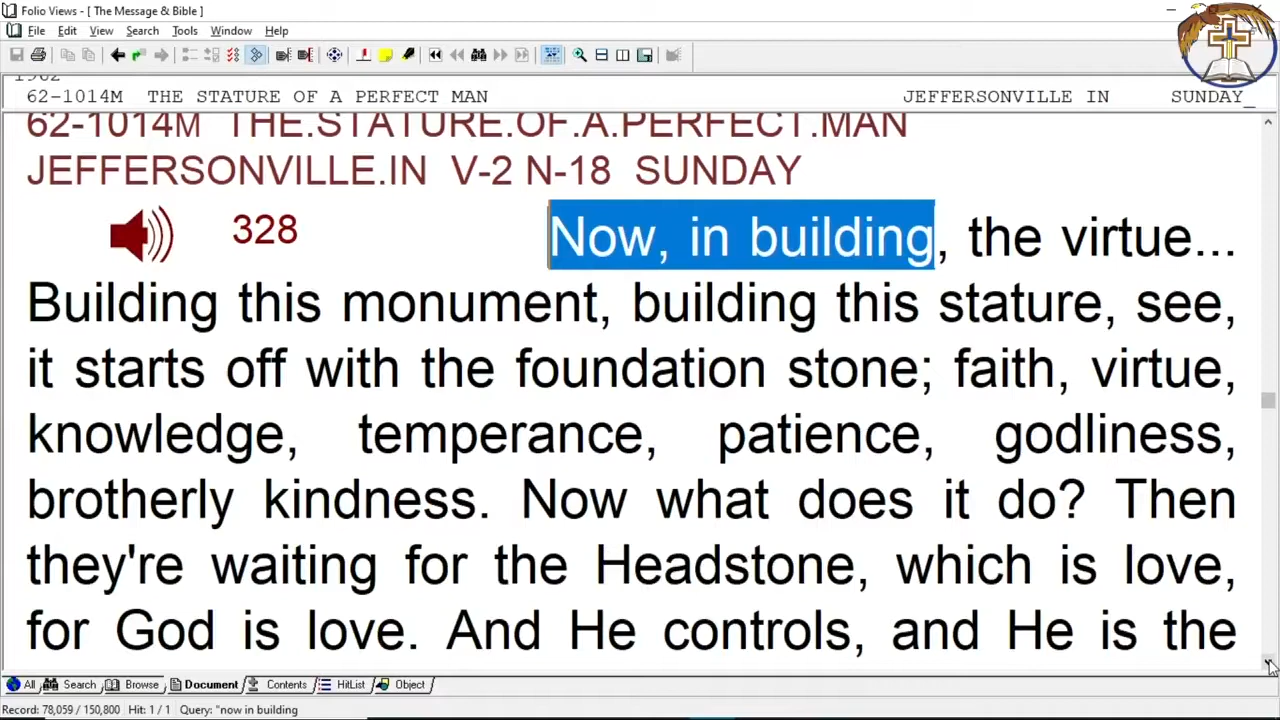 Folio Views - [ The Message & Bible ]
File Edit View Search Tools Window Help
1962
62-1014M THE STATURE OF A PERFECT MAN JEFFERSONVILLE IN SUNDAY_
62-1014M THE.STATURE.OF.A.PERFECT.MAN
JEFFERSONVILLE.IN V-2 N-18 SUNDAY
328 Now, in building, the virtue...
Building this monument, building this stature, see,
it starts off with the foundation stone; faith, virtue,
knowledge, temperance, patience, godliness,
brotherly kindness. Now what does it do? Then
they're waiting for the Headstone, which is love,
for God is love. And He controls, and He is the
All Search Browse Document Contents HitList Object
Record: 78,059 / 150,800 Hit: 1 / 1 Query: "now in building